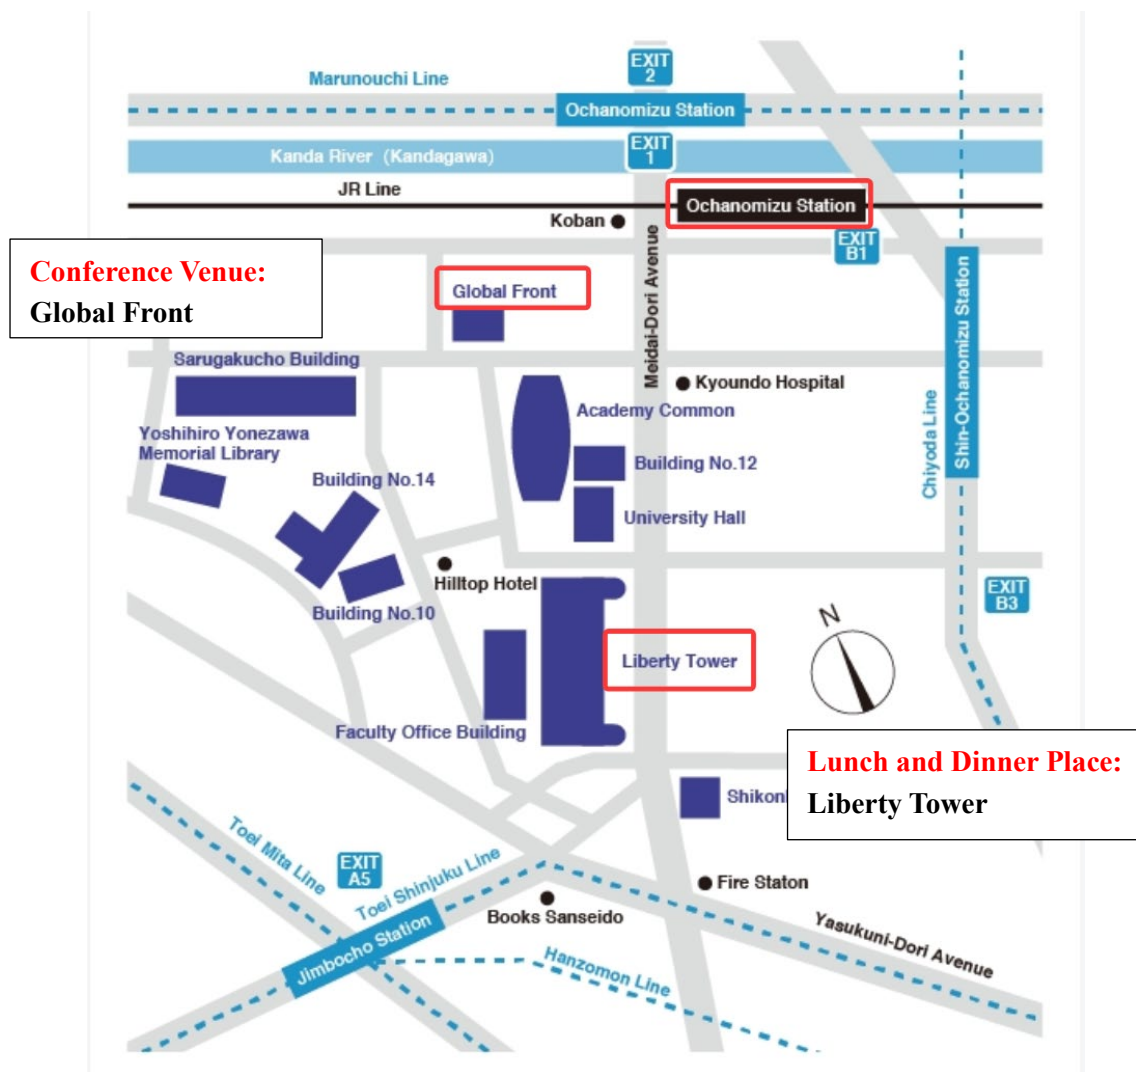 EXIT
2
Marunouchi Line
Ochanomizu Station
EXIT
1
Kanda River (Kandagawa)
JR Line
Ochanomizu Station
Koban
EXIT
B1
Conference Venue:
Global Front
Global Front
Meidai-Dori Avenue
Shin-Ochanomizu Station
Chiyoda Line
Sarugakucho Building
Kyoundo Hospital
Academy Common
Yoshihiro Yonezawa
Memorial Library
Building No.12
Building No.14
University Hall
Hilltop Hotel
EXIT
B3
Building No.10
N
Liberty Tower
Faculty Office Building
Lunch and Dinner Place:
Liberty Tower
Toei Mita Line
EXIT
A5
Toei Shinjuku Line
Fire Staton
Books Sanseido
Yasukuni-Dori Avenue
Jimbocho Station
Hanzomon Line